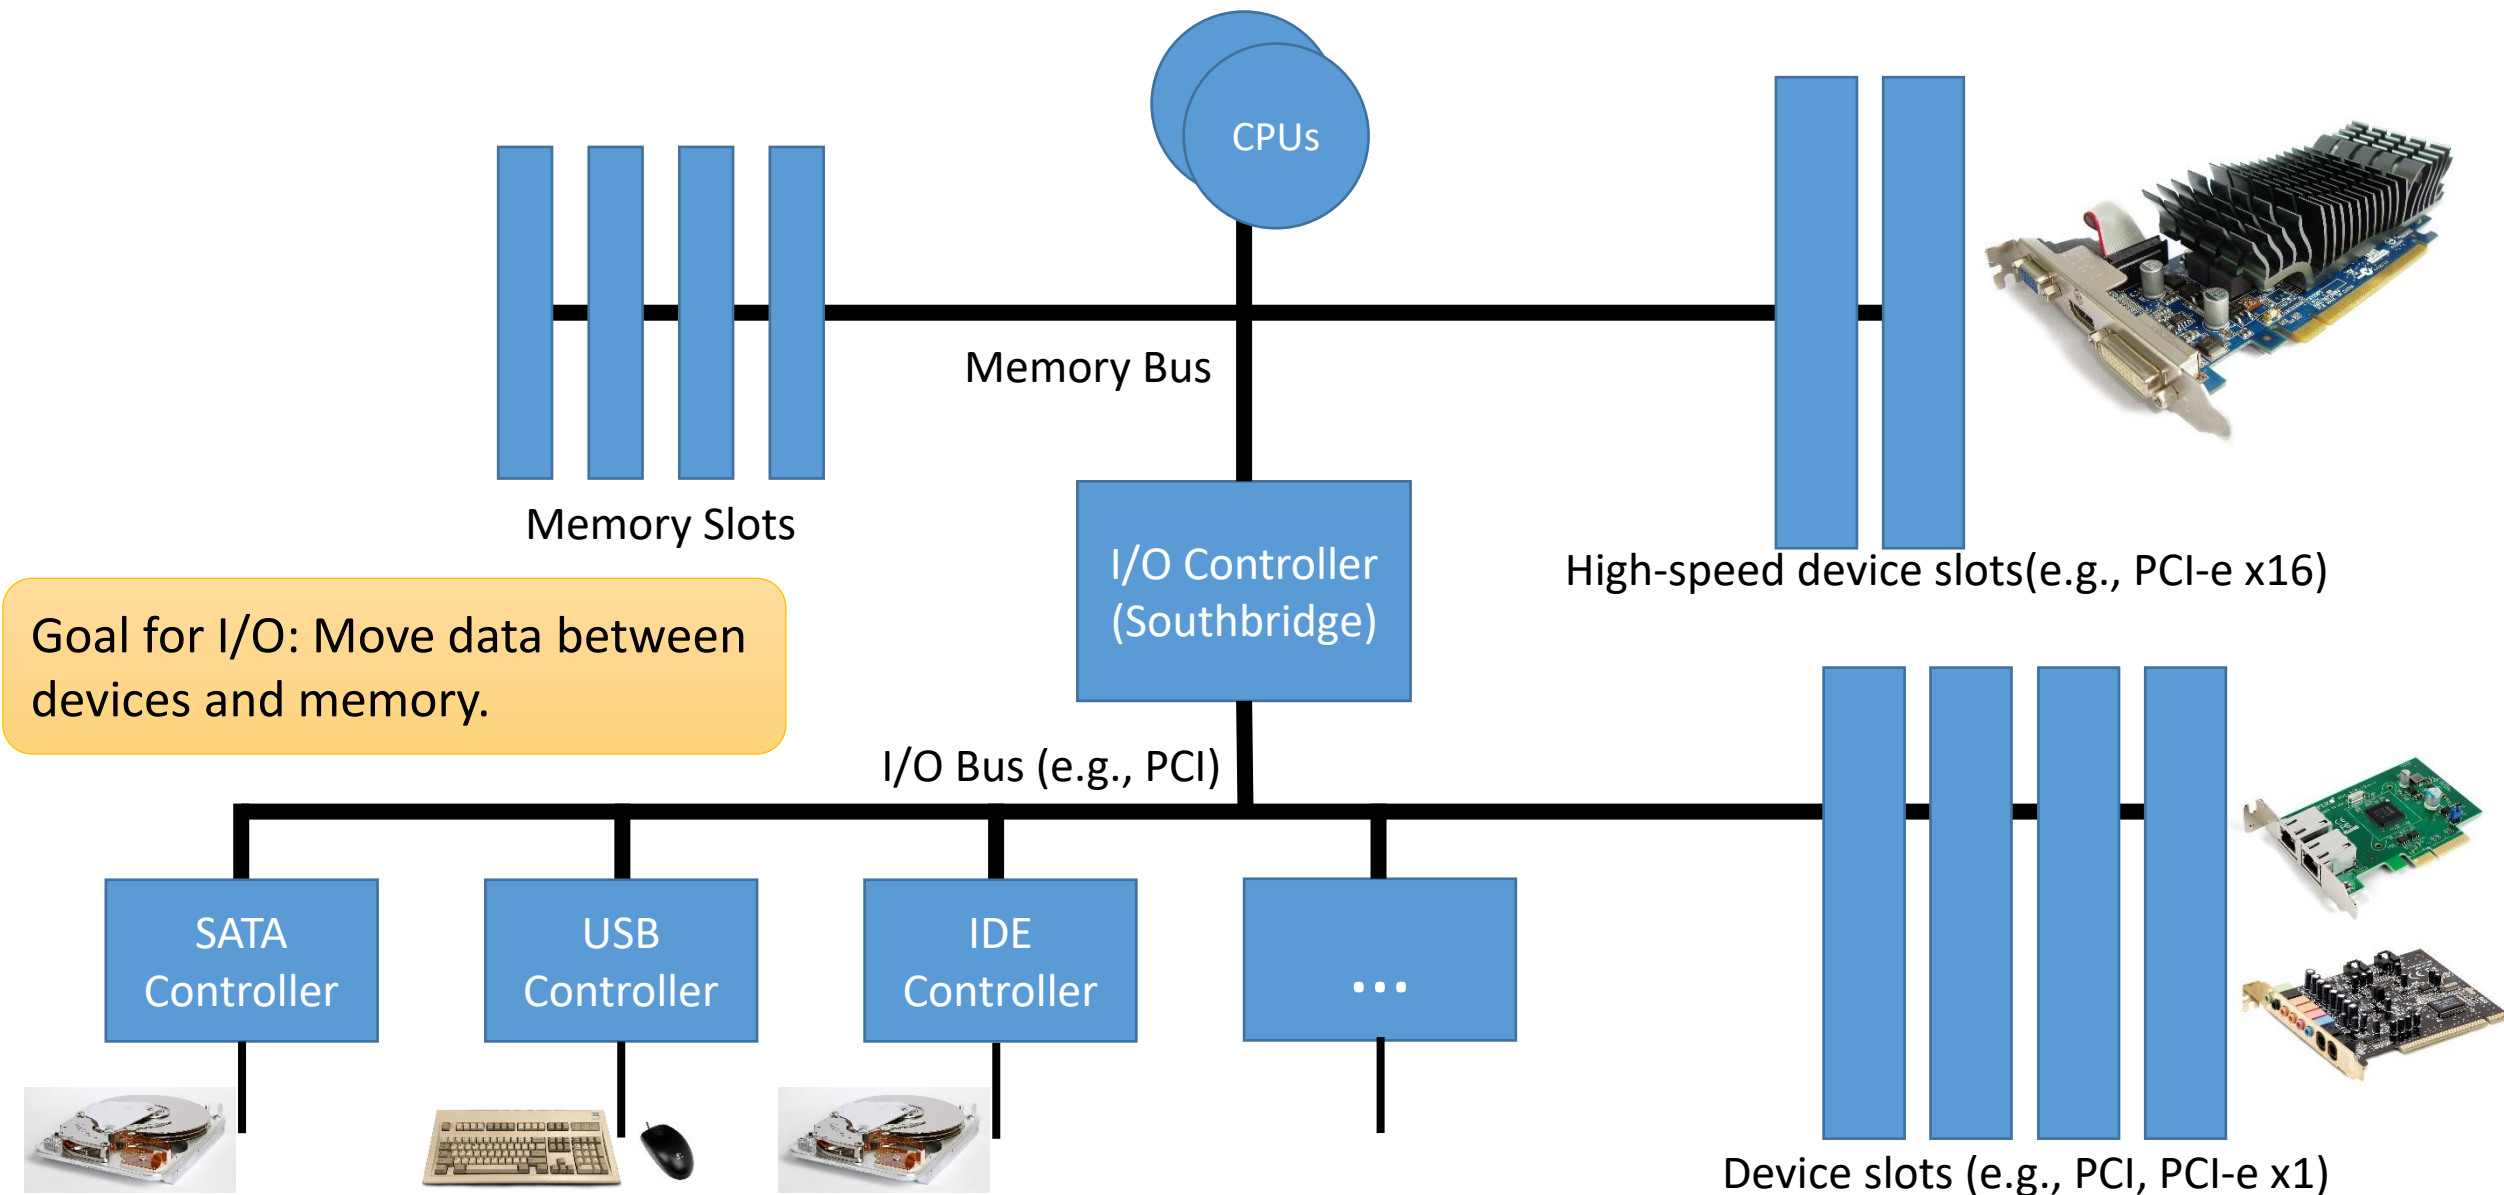 CPUs
Memory Bus
Memory Slots
I/O Controller
(Southbridge)
High-speed device slots(e.g., PCI-e x16)
Goal for I/O: Move data between
devices and memory.
I/O Bus (e.g., PCI)
SATA
Controller
USB
Controller
IDE
Controller
...
Device slots (e.g., PCI, PCI-e x1)